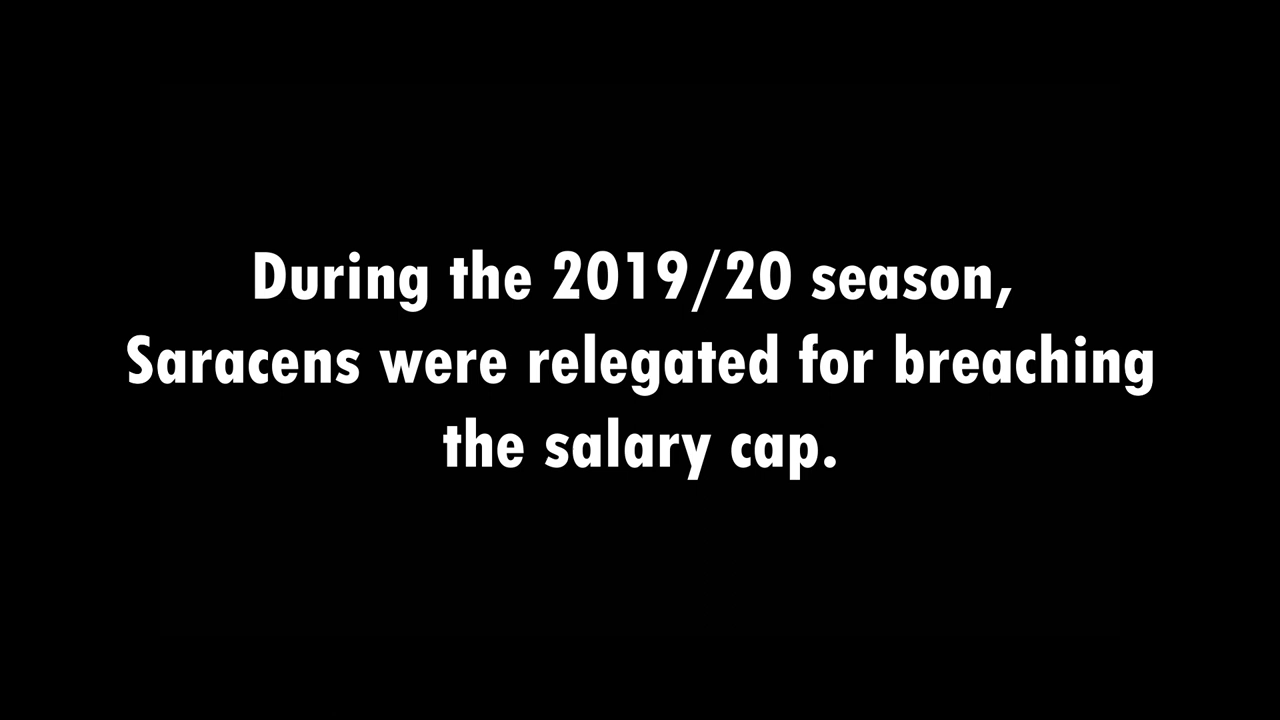 During the 2019/20 season,
Saracens were relegated for breaching
the salary cap.